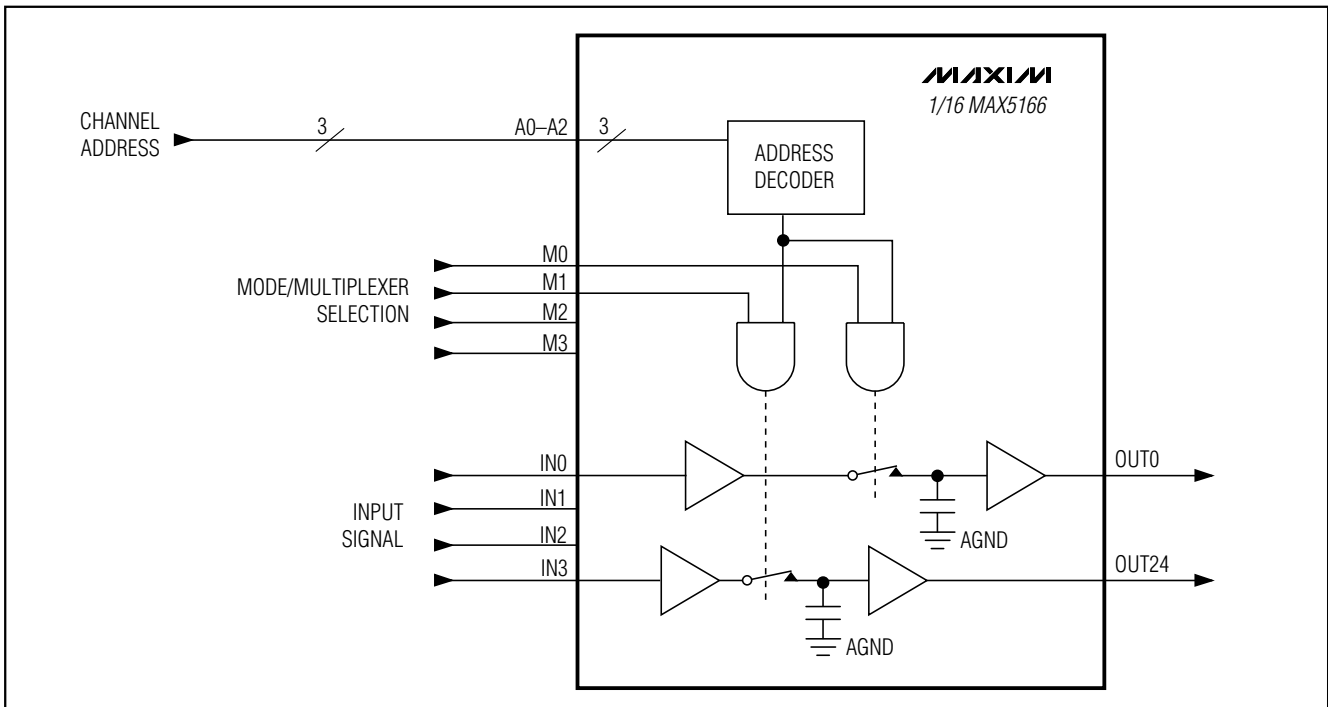 MAXIM
1/16 MAX5166
CHANNEL
ADDRESS
3
A0–A2
3
ADDRESS
DECODER
M0
M1
M2
M3
MODE/MULTIPLEXER
SELECTION
IN0
IN1
IN2
IN3
INPUT
SIGNAL
OUT0
AGND
OUT24
AGND